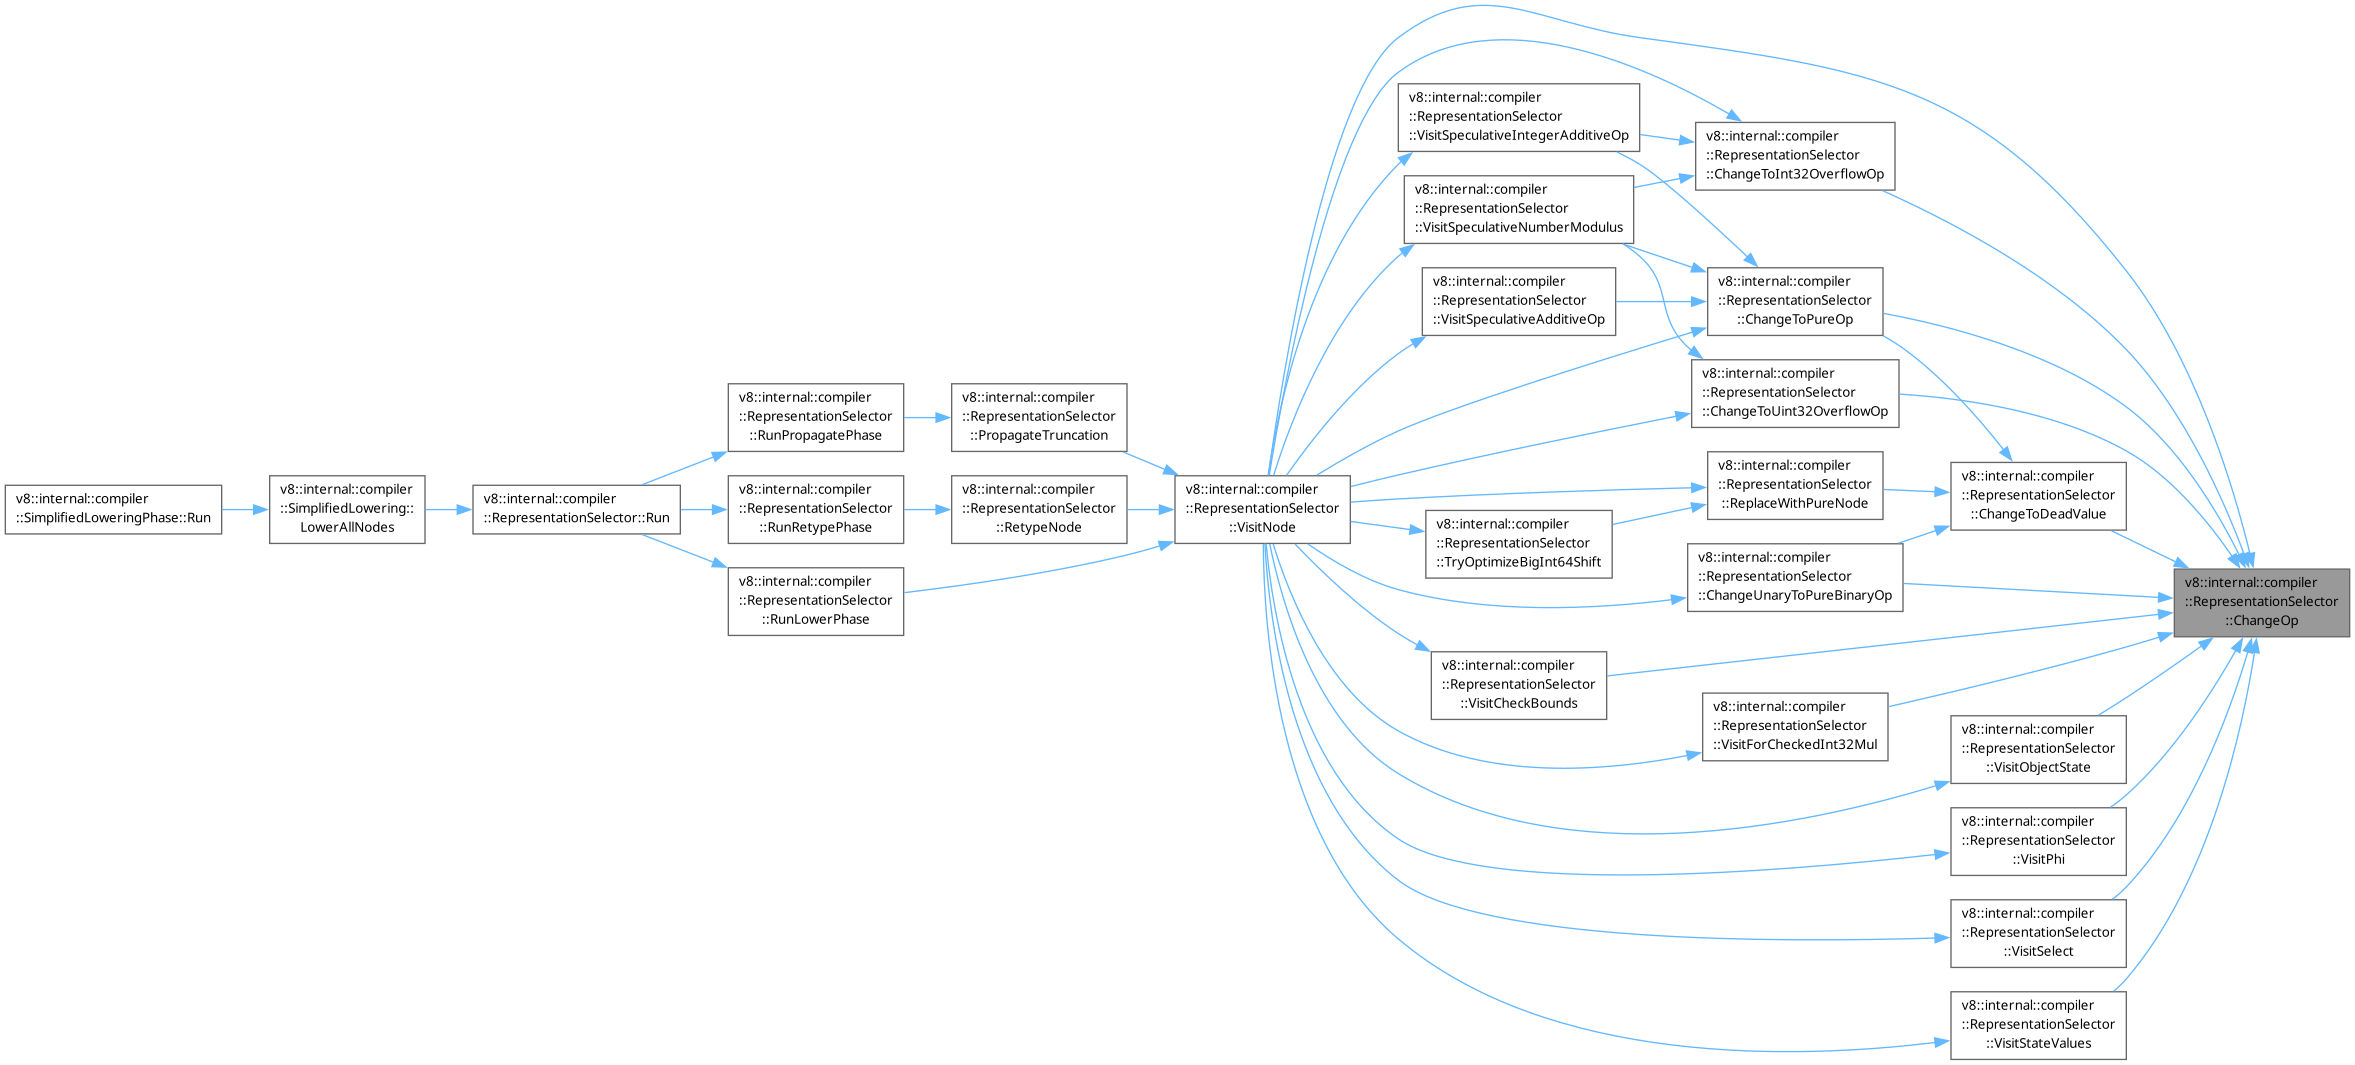 v8::internal::compiler
::SimplifiedLoweringPhase::Run
v8::internal::compiler
::SimplifiedLowering::
LowerAllNodes
v8::internal::compiler
::RepresentationSelector::Run
v8::internal::compiler
::RepresentationSelector
::RunPropagatePhase
v8::internal::compiler
::RepresentationSelector
::RunRetypePhase
v8::internal::compiler
::RepresentationSelector
::RunLowerPhase
v8::internal::compiler
::RepresentationSelector
::PropagateTruncation
v8::internal::compiler
::RepresentationSelector
::RetypeNode
v8::internal::compiler
::RepresentationSelector
::VisitNode
v8::internal::compiler
::RepresentationSelector
::VisitSpeculativeIntegerAdditiveOp
v8::internal::compiler
::RepresentationSelector
::VisitSpeculativeNumberModulus
v8::internal::compiler
::RepresentationSelector
::VisitSpeculativeAdditiveOp
v8::internal::compiler
::RepresentationSelector
::TryOptimizeBigInt64Shift
v8::internal::compiler
::RepresentationSelector
::VisitCheckBounds
v8::internal::compiler
::RepresentationSelector
::ChangeToInt32OverflowOp
v8::internal::compiler
::RepresentationSelector
::ChangeToPureOp
v8::internal::compiler
::RepresentationSelector
::ChangeToUint32OverflowOp
v8::internal::compiler
::RepresentationSelector
::ReplaceWithPureNode
v8::internal::compiler
::RepresentationSelector
::ChangeUnaryToPureBinaryOp
v8::internal::compiler
::RepresentationSelector
::VisitForCheckedInt32Mul
v8::internal::compiler
::RepresentationSelector
::ChangeToDeadValue
v8::internal::compiler
::RepresentationSelector
::VisitObjectState
v8::internal::compiler
::RepresentationSelector
::VisitPhi
v8::internal::compiler
::RepresentationSelector
::VisitSelect
v8::internal::compiler
::RepresentationSelector
::VisitStateValues
v8::internal::compiler
::RepresentationSelector
::ChangeOp